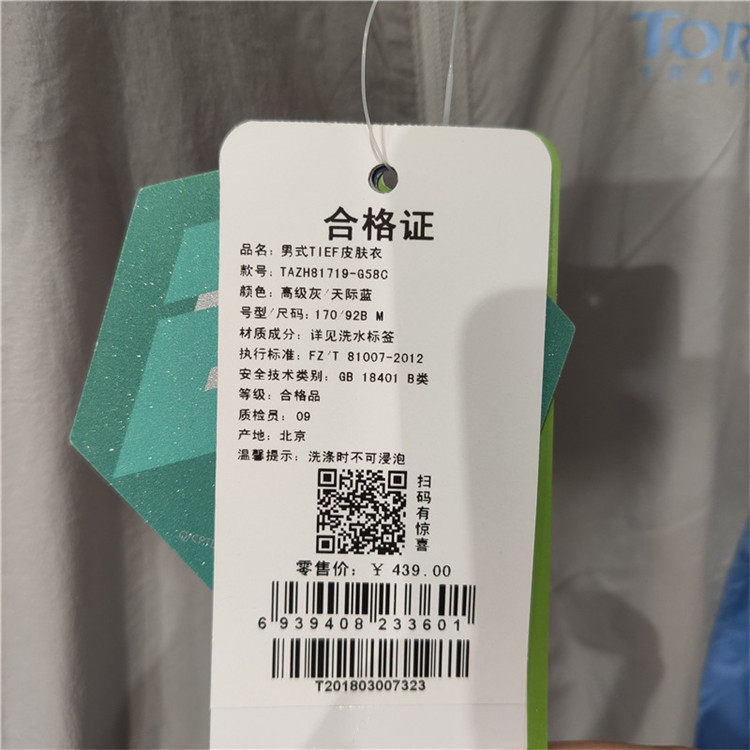 TOR
合格证
品名：男式TIEF皮肤衣
款号：TAZH81719-G58C
颜色：高级灰/天际蓝
号型/尺码：170/92B M
材质成分：详见洗水标签
执行标准：FZ/T 81007-2012
安全技术类别：GB 18401 B类
等级：合格品
质检员：09
产地：北京
温馨提示：洗涤时不可浸泡
扫码有惊喜
零售价：￥ 439.00
6 939408 233601
T201803007323